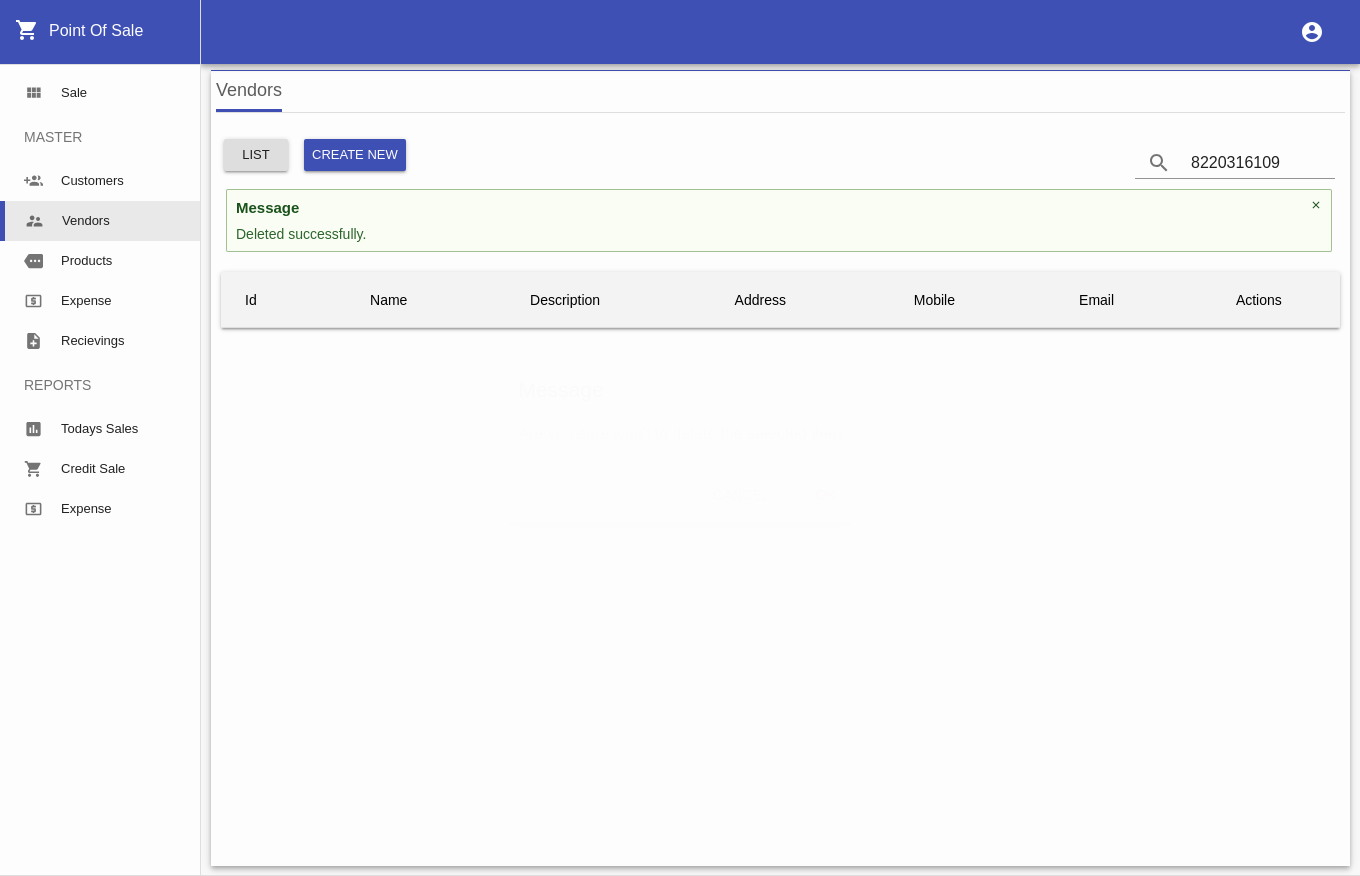 Point Of Sale
Sale
MASTER
Customers
Vendors
Products
Expense
Recievings
REPORTS
Todays Sales
Credit Sale
Expense
Vendors
LIST
CREATE NEW
8220316109
Message
×
Deleted successfully.
Id Name Description Address Mobile Email Actions